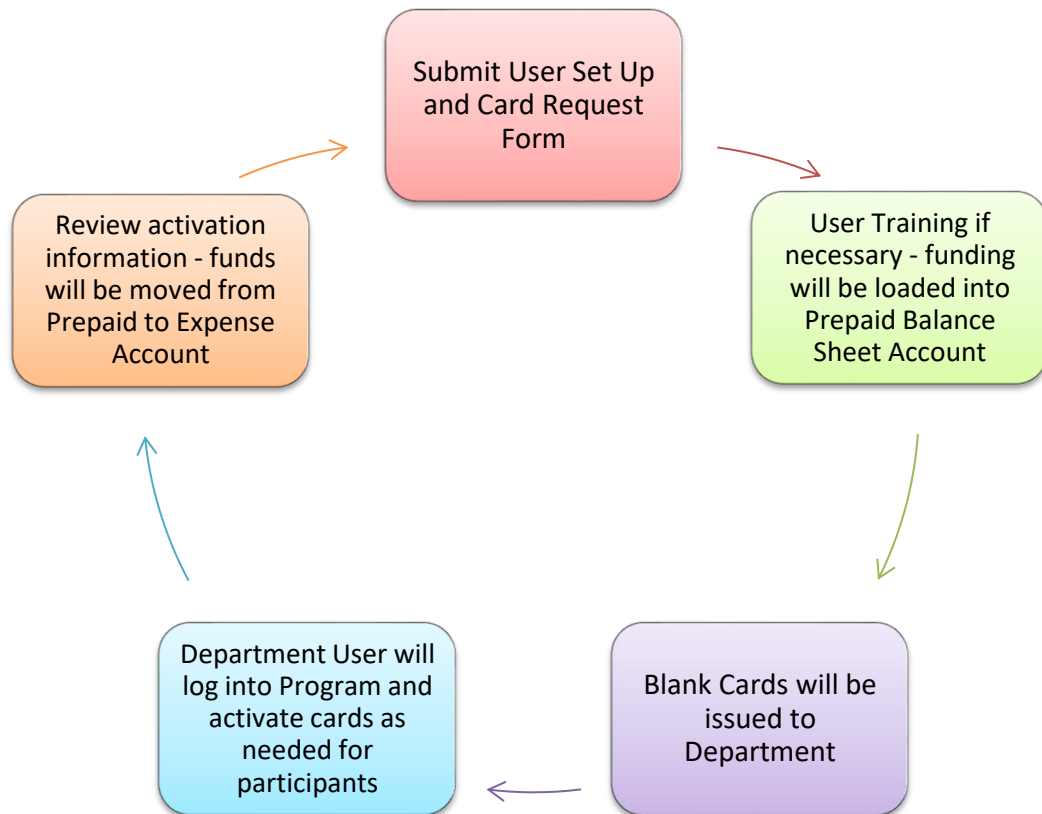 Submit User Set Up
and Card Request
Form
User Training if
necessary - funding
will be loaded into
Prepaid Balance
Sheet Account
Blank Cards will be
issued to
Department
Department User will
log into Program and
activate cards as
needed for
participants
Review activation
information - funds
will be moved from
Prepaid to Expense
Account